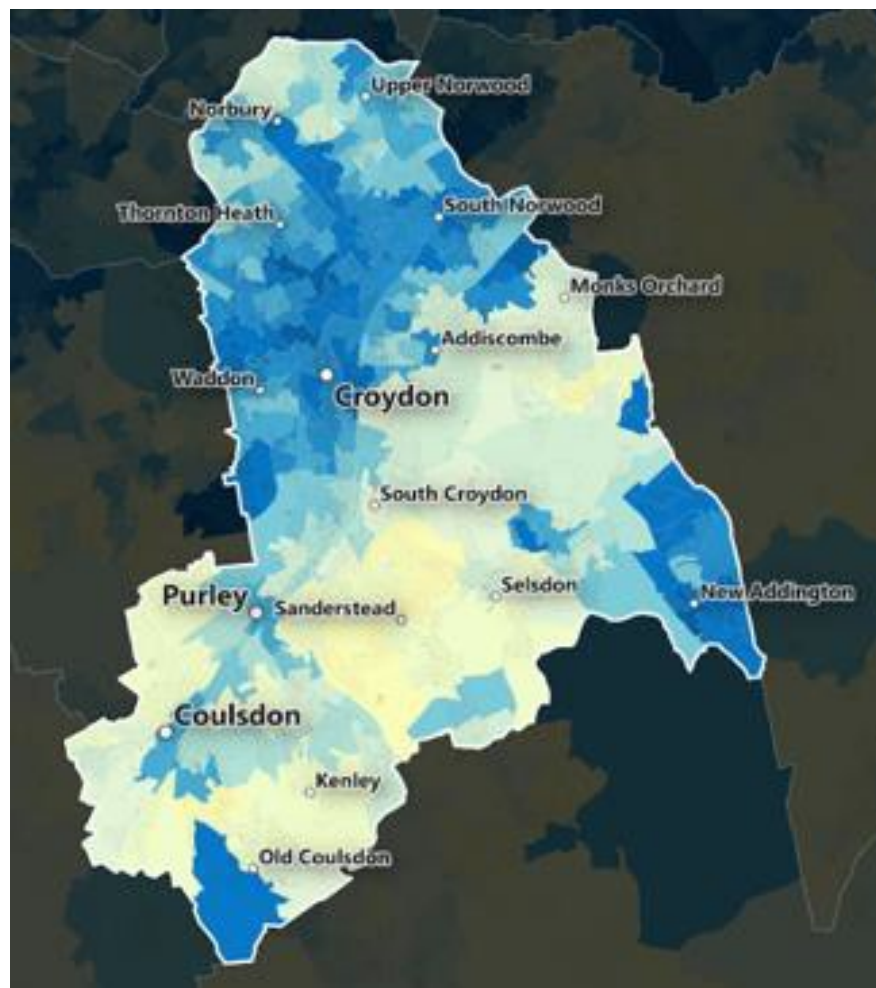 Upper Norwood
Norbury
Thornton Heath
South Norwood
Monks Orchard
Addiscombe
Waddon
Croydon
South Croydon
Selsdon
New Addington
Purley
Sanderstead
Coulsdon
Kenley
Old Coulsdon